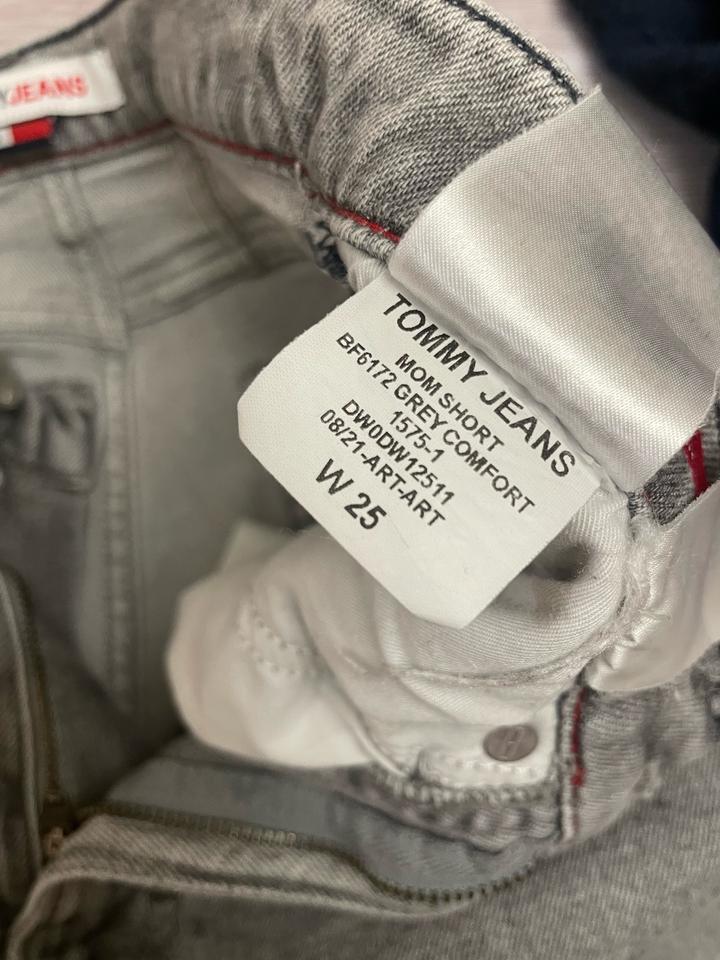 JEANS
TOMMY JEANS
MOM SHORT
BF6172 GREY COMFORT
1575-1
DW0DW12511
08/21-ART-ART
W 25